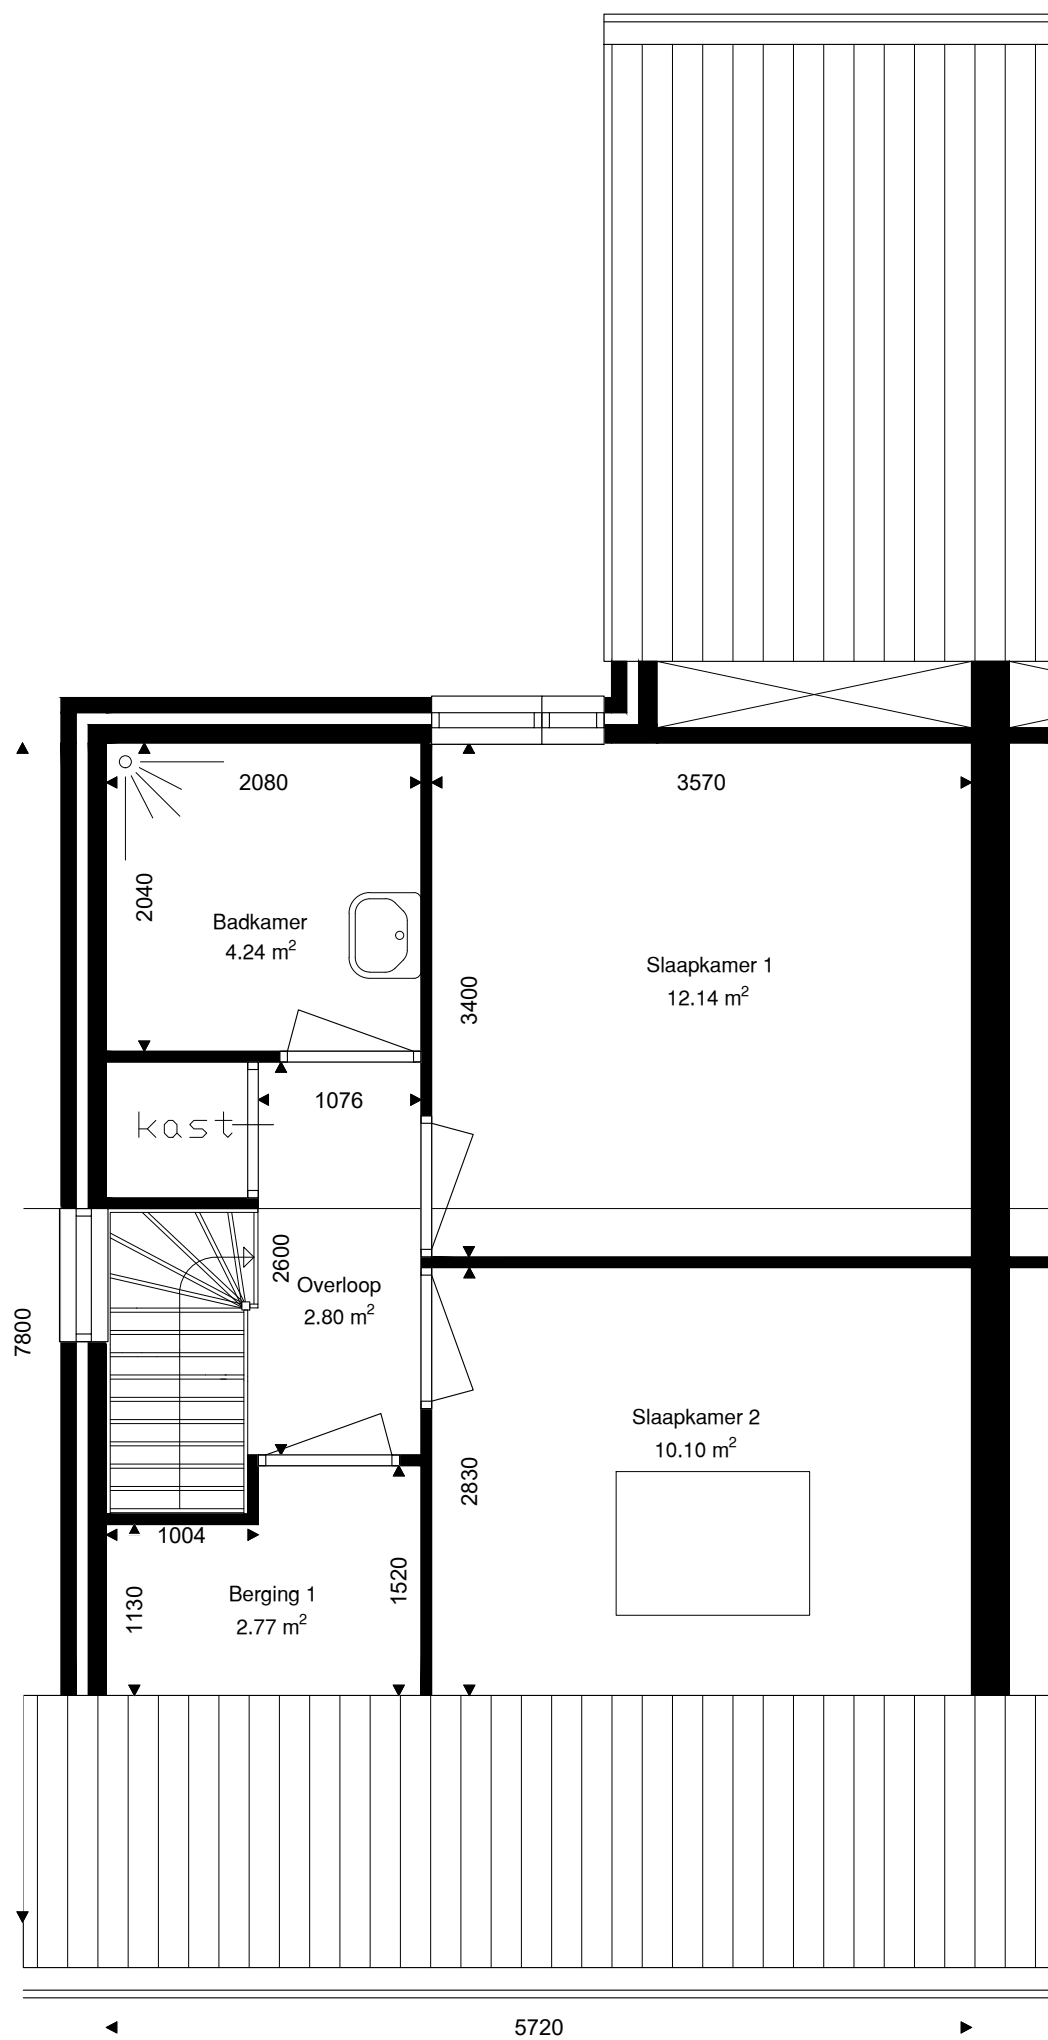 2080
3570
2040
Badkamer
4.24 m²
Slaapkamer 1
12.14 m²
3400
1076
kast
2600
Overloop
2.80 m²
7800
Slaapkamer 2
10.10 m²
2830
1004
1520
1130
Berging 1
2.77 m²
5720